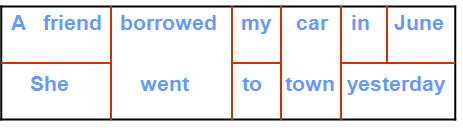 A friend borrowed my car in June
She went to town yesterday